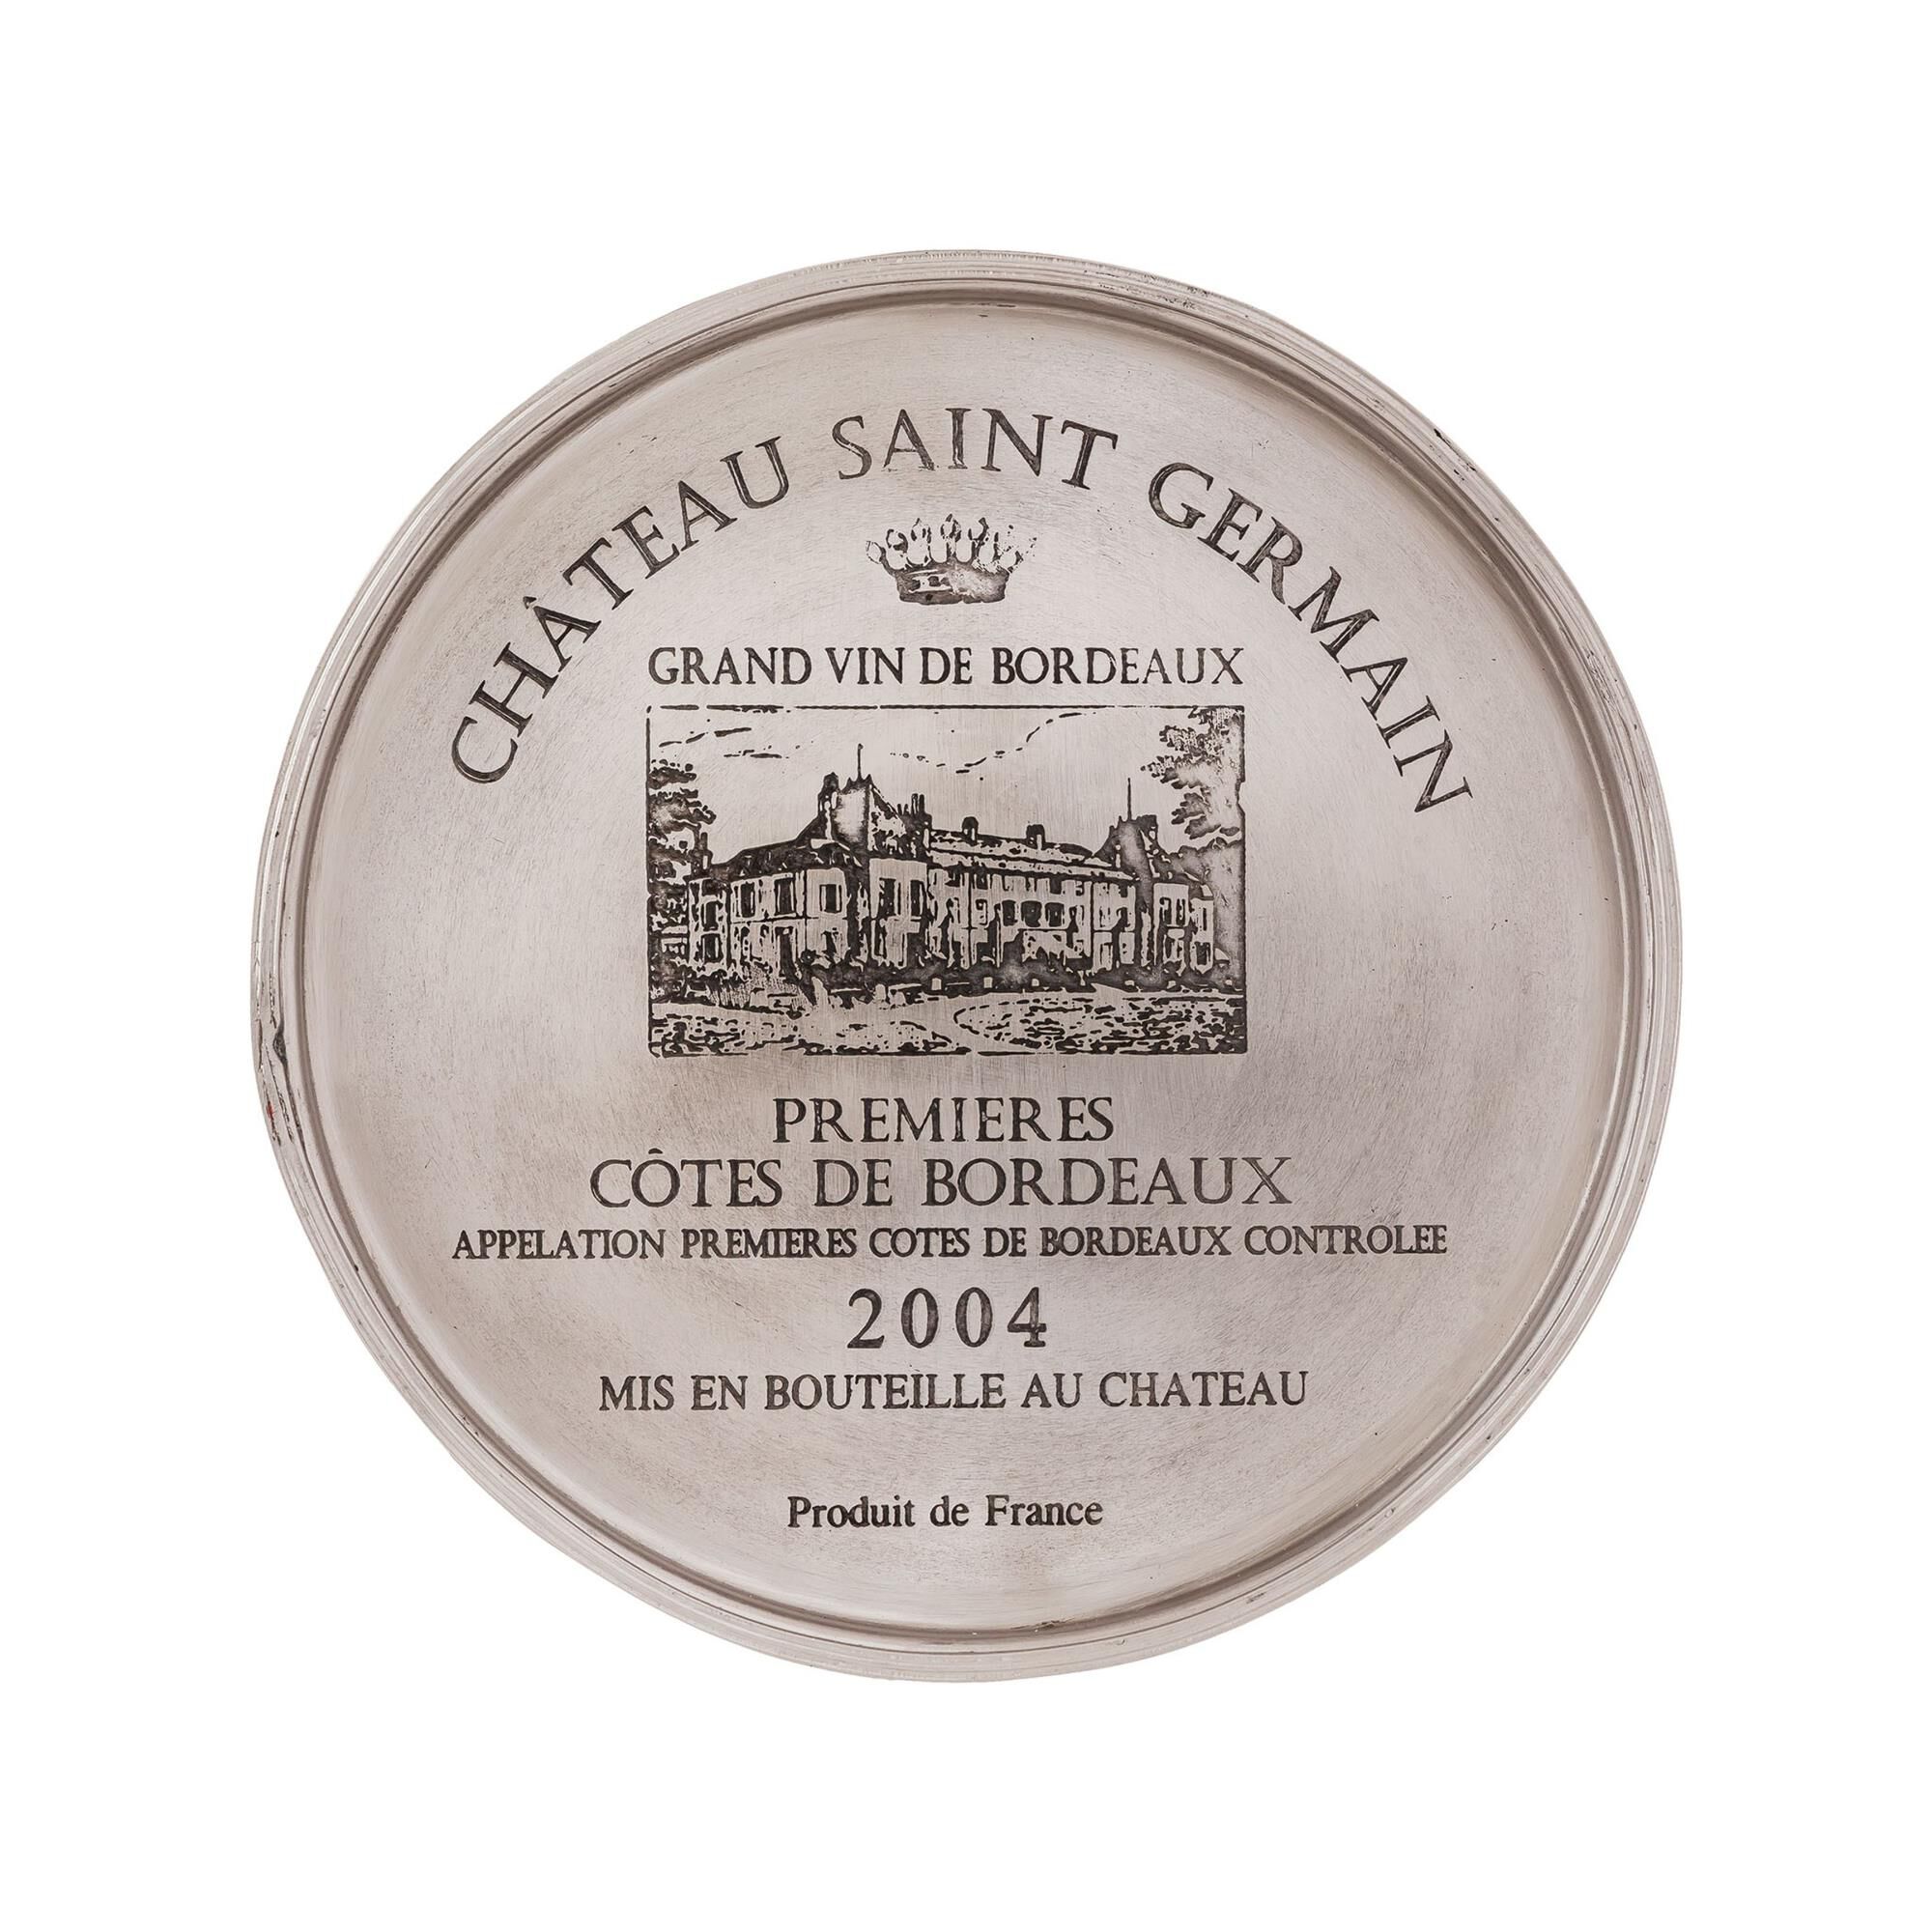 CHÂTEAU SAINT GERMAIN
GRAND VIN DE BORDEAUX
PREMIERES
CÔTES DE BORDEAUX
APPELATION PREMIERES COTES DE BORDEAUX CONTROLEE
2004
MIS EN BOUTEILLE AU CHATEAU
Produit de France